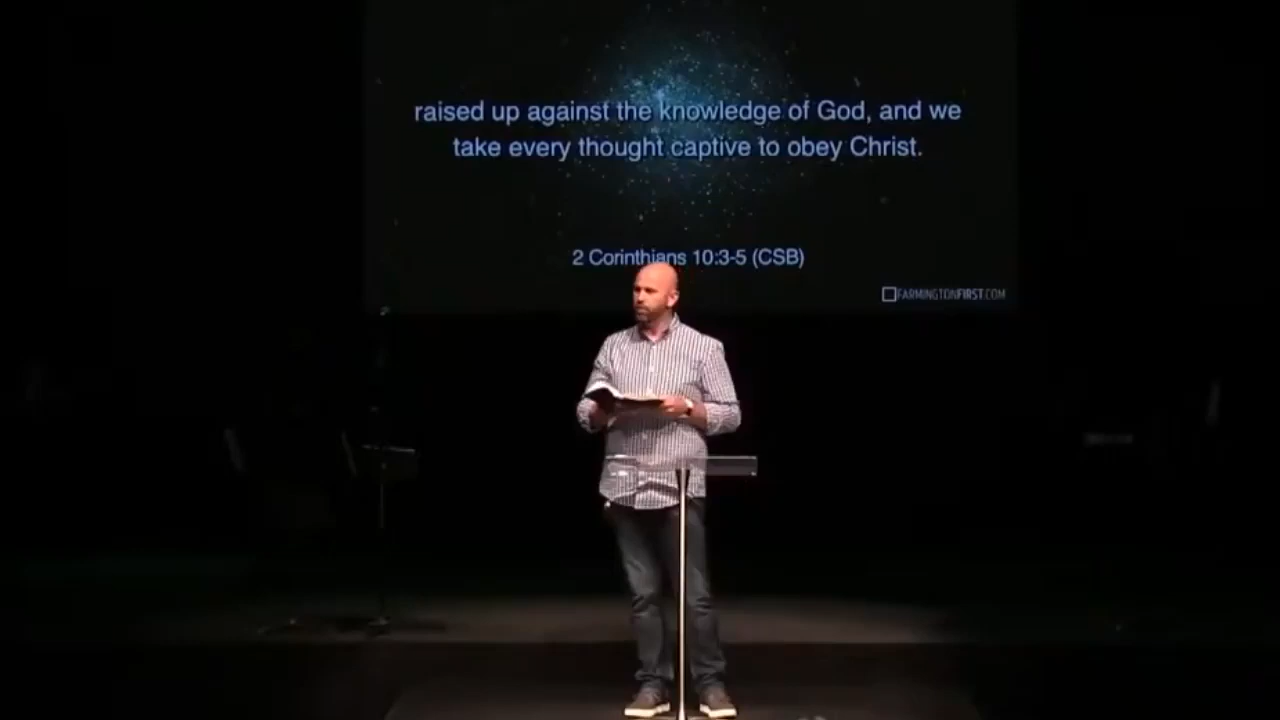 raised up against the knowledge of God, and we
take every thought captive to obey Christ.
2 Corinthians 10:3-5 (CSB)
FARMINGTONFIRST.COM